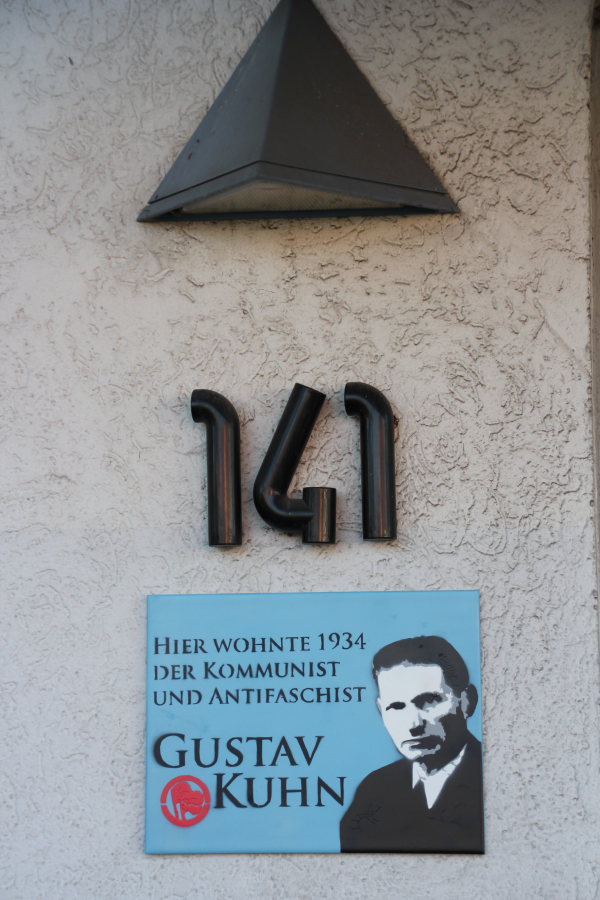 141
HIER WOHNTE 1934
DER KOMMUNIST
UND ANTIFASCHIST
GUSTAV
KUHN